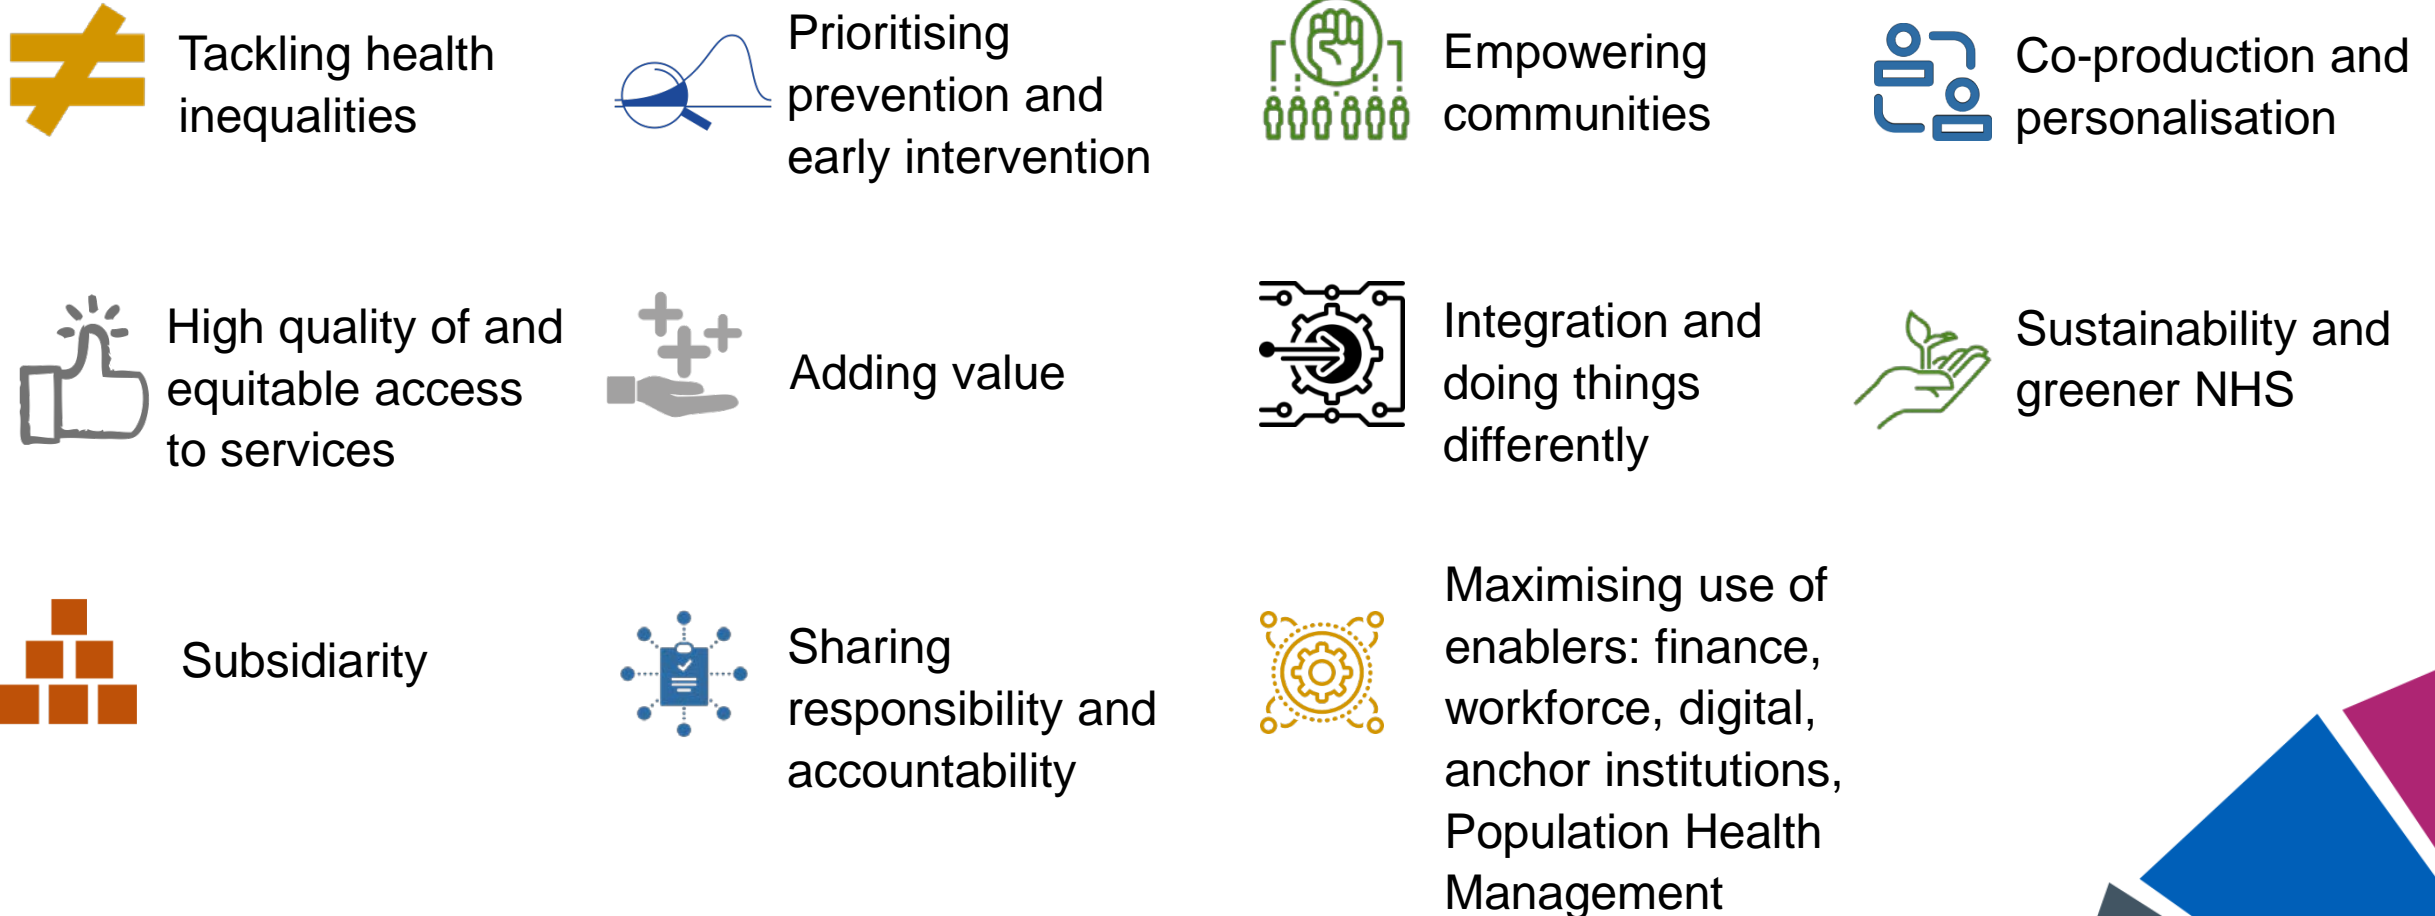 Tackling health
inequalities
Prioritising
prevention and
early intervention
Empowering
communities
Co-production and
personalisation
High quality of and
equitable access
to services
Adding value
Integration and
doing things
differently
Sustainability and
greener NHS
Subsidiarity
Sharing
responsibility and
accountability
Maximising use of
enablers: finance,
workforce, digital,
anchor institutions,
Population Health
Management